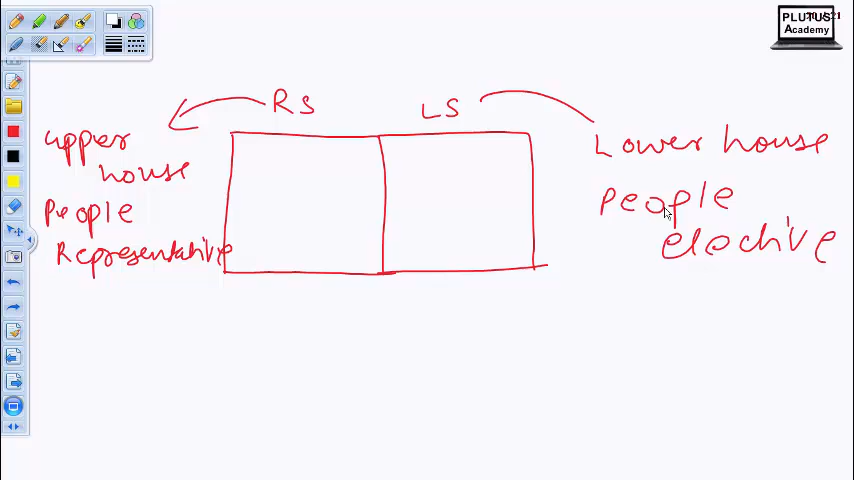 PLUTUS
Academy
RS
LS
upper
house
People
Representative
Lower house
People
elective